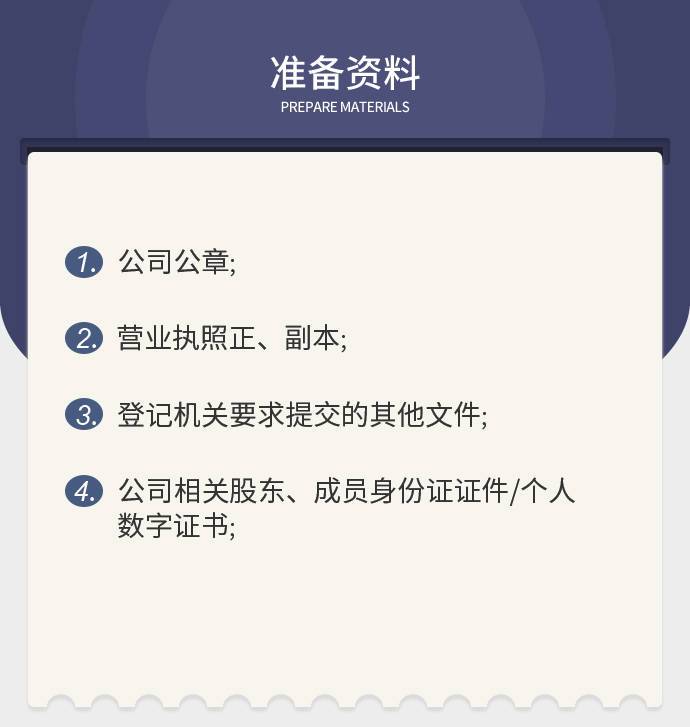 准备资料
PREPARE MATERIALS
1. 公司公章;
2. 营业执照正、副本;
3. 登记机关要求提交的其他文件;
4. 公司相关股东、成员身份证证件/个人
数字证书;